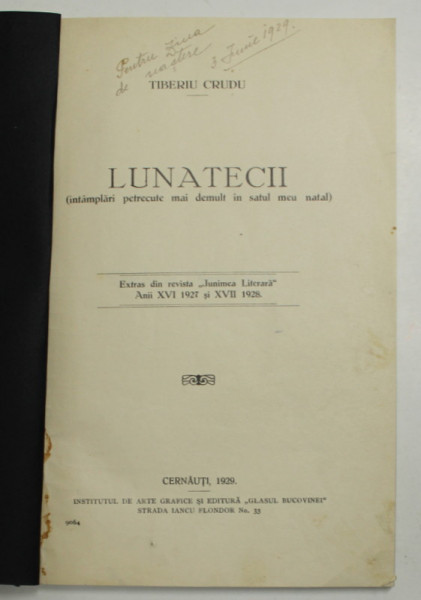 Pentru ziua
de naștere
3 Iunie 1929.
TIBERIU CRUDU
LUNATECII
(întâmplări petrecute mai demult in satul meu natal)
Extras din revista „Junimea Literară"
Anii XVI 1927 și XVII 1928.
CERNĂUȚI, 1929.
INSTITUTUL DE ARTE GRAFICE ȘI EDITURĂ „GLASUL BUCOVINEI"
STRADA IANCU FLONDOR No. 33
9064